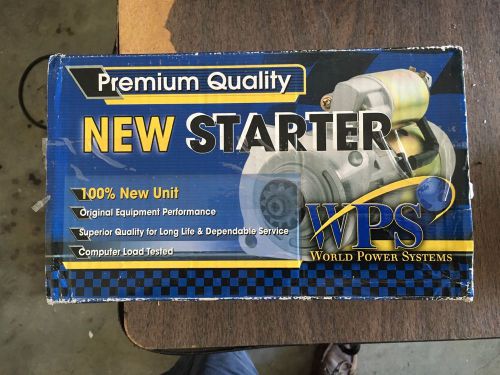 Premium Quality
NEW STARTER
100% New Unit
Original Equipment Performance
Superior Quality for Long Life & Dependable Service
Computer Load Tested
WPS
WORLD POWER SYSTEMS